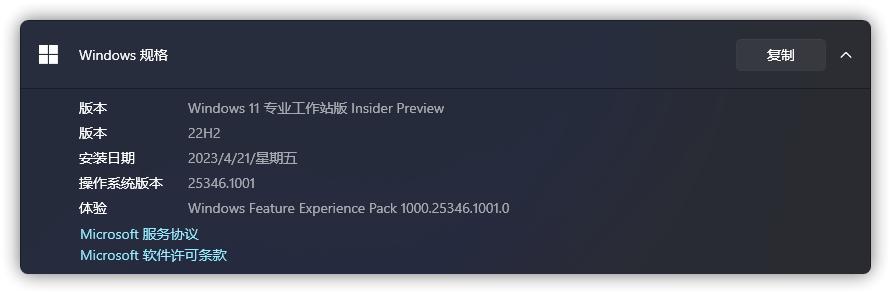 Windows 规格
复制
版本 Windows 11 专业工作站版 Insider Preview
版本 22H2
安装日期 2023/4/21/星期五
操作系统版本 25346.1001
体验 Windows Feature Experience Pack 1000.25346.1001.0
Microsoft 服务协议
Microsoft 软件许可条款